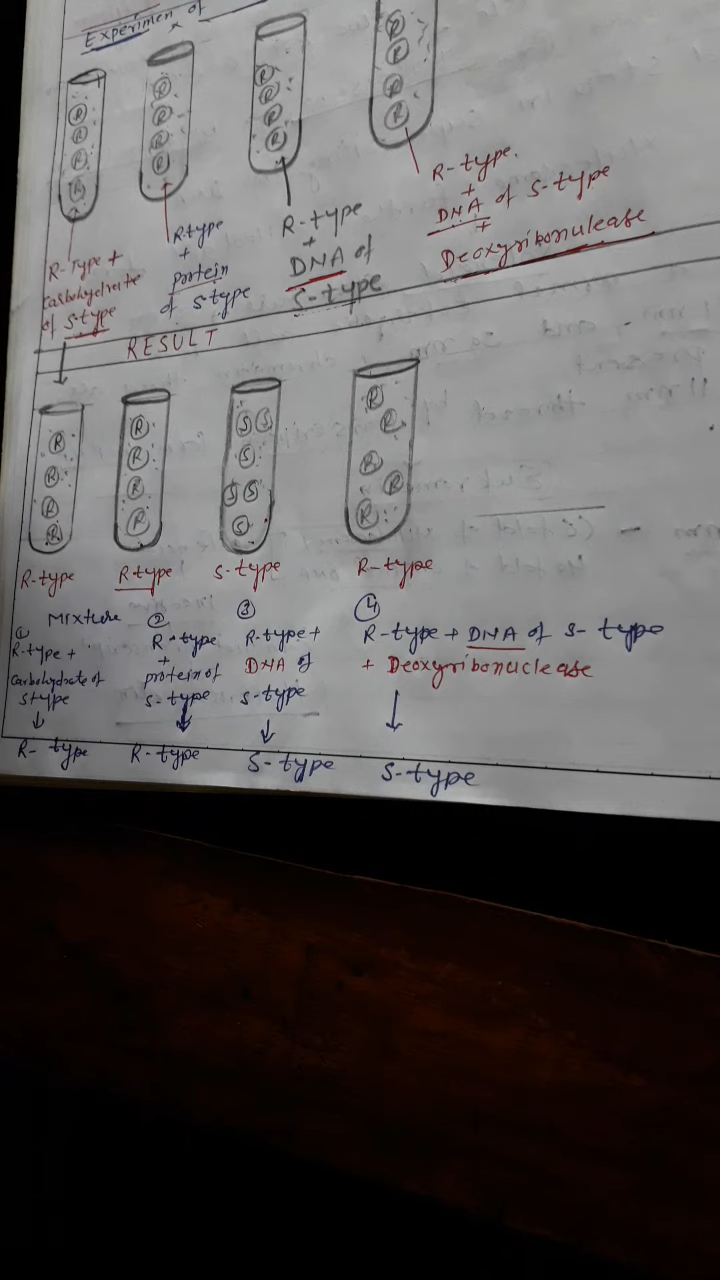 Experimen of
R R R R
R R R R
R R R R
R R R R
R-Type +
carbohydrate
of S-type
R-type
+
protein
of S-type
R-type
+
DNA of
S-type
R-type.
+
DNA of S-type
+
Deoxyribonulease
RESULT
R R R R
R R R R
S S
S
S S
S
R R R R R
R-type
R-type
S-type
R-type
Mixture
① R-type +
carbohydrate of
S type
↓
R- type
② R-type
+
protein of
S-type
↓
R-type
③ R-type +
DNA of
S-type
↓
S-type
④ R-type + DNA of S- type
+ Deoxyribonuclease
↓
S-type